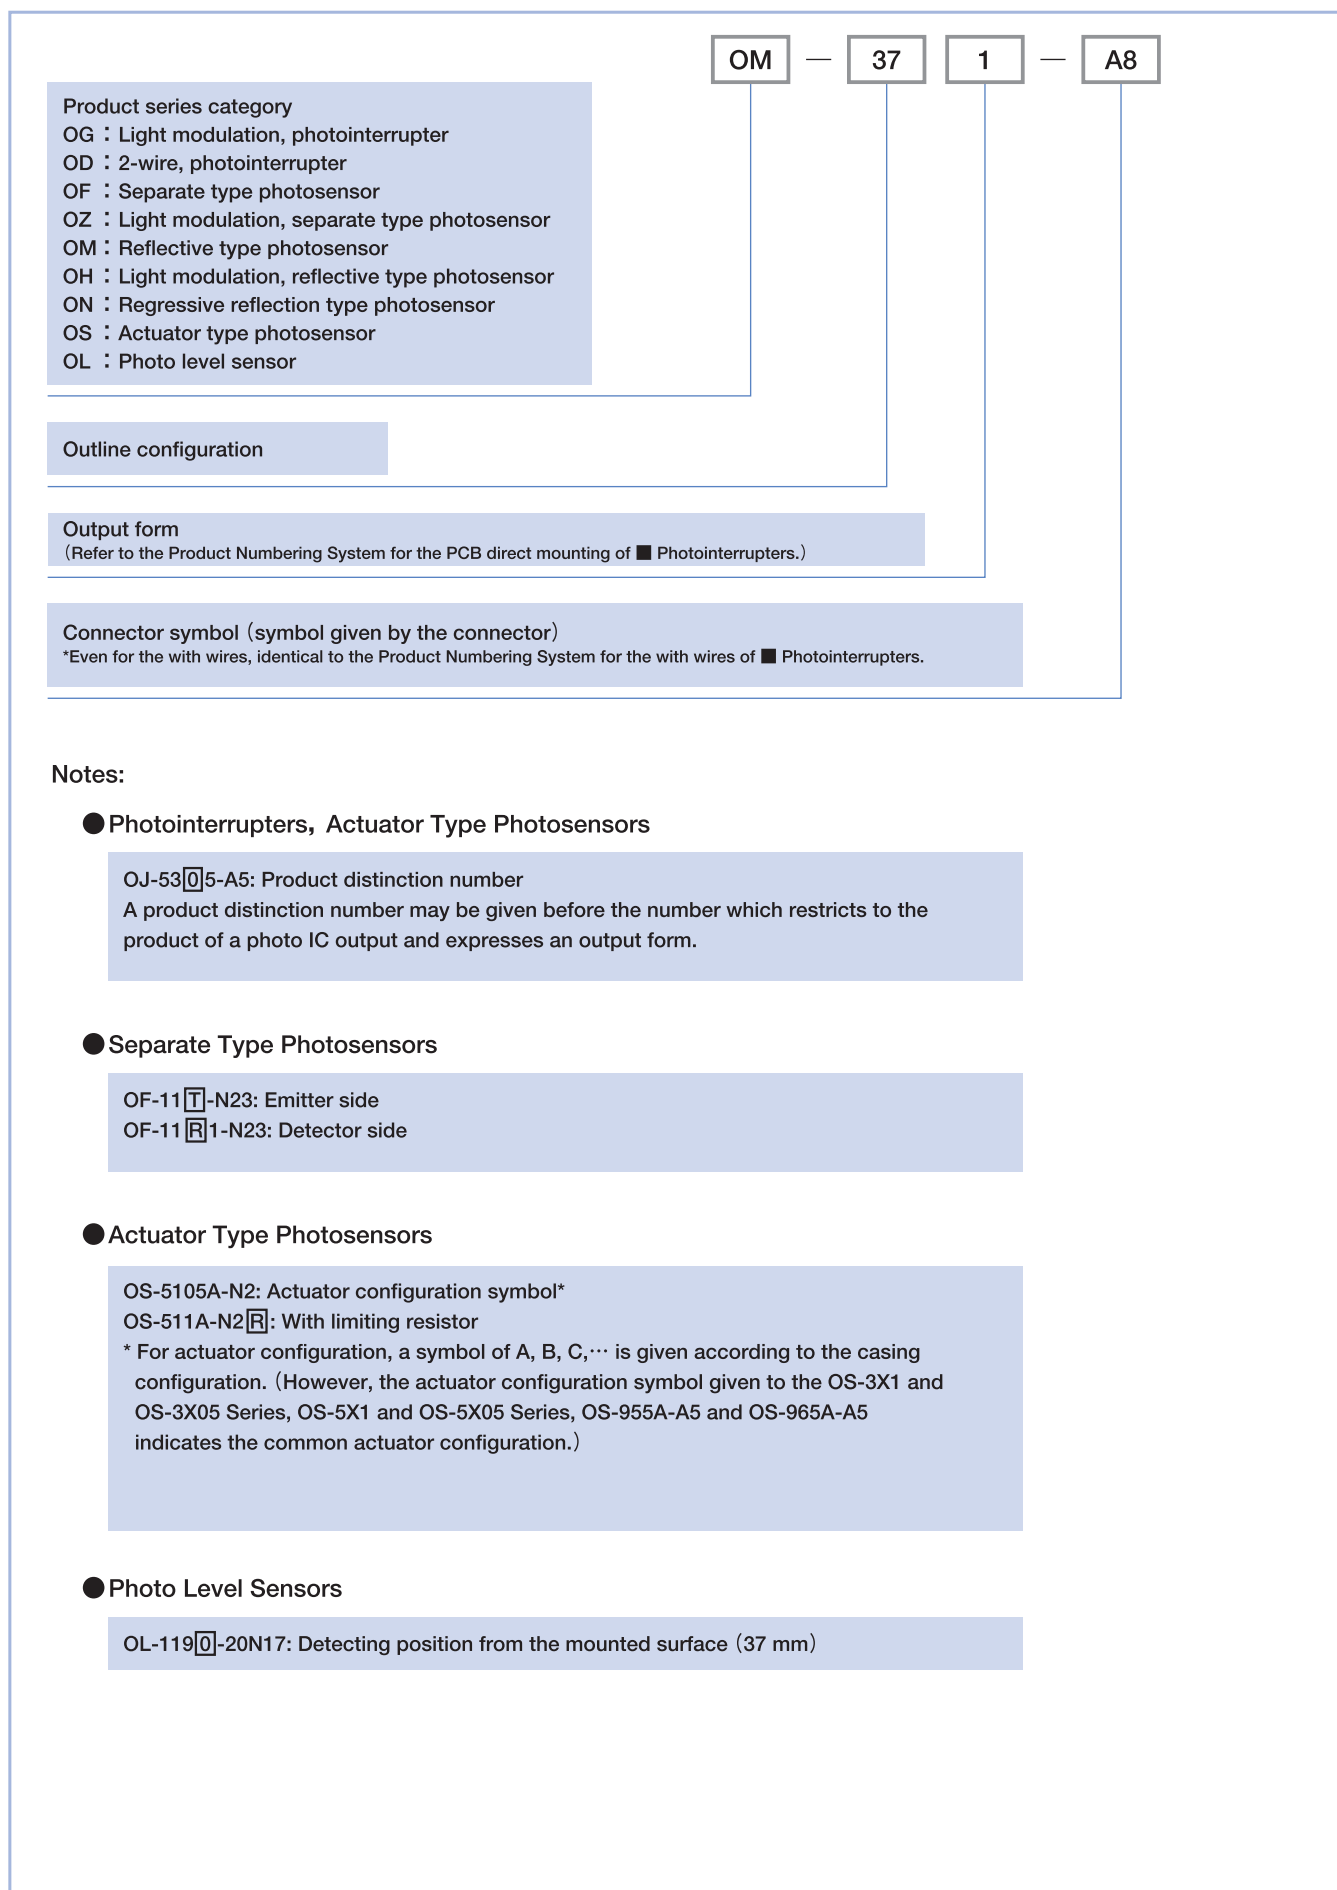 OM — 37 1 — A8
Product series category
OG : Light modulation, photointerrupter
OD : 2-wire, photointerrupter
OF : Separate type photosensor
OZ : Light modulation, separate type photosensor
OM : Reflective type photosensor
OH : Light modulation, reflective type photosensor
ON : Regressive reflection type photosensor
OS : Actuator type photosensor
OL : Photo level sensor
Outline configuration
Output form
(Refer to the Product Numbering System for the PCB direct mounting of ■ Photointerrupters.)
Connector symbol (symbol given by the connector)
*Even for the with wires, identical to the Product Numbering System for the with wires of ■ Photointerrupters.
Notes:
●Photointerrupters, Actuator Type Photosensors
OJ-5305-A5: Product distinction number
A product distinction number may be given before the number which restricts to the
product of a photo IC output and expresses an output form.
●Separate Type Photosensors
OF-11T-N23: Emitter side
OF-11R1-N23: Detector side
●Actuator Type Photosensors
OS-5105A-N2: Actuator configuration symbol*
OS-511A-N2R: With limiting resistor
* For actuator configuration, a symbol of A, B, C,··· is given according to the casing
configuration. (However, the actuator configuration symbol given to the OS-3X1 and
OS-3X05 Series, OS-5X1 and OS-5X05 Series, OS-955A-A5 and OS-965A-A5
indicates the common actuator configuration.)
●Photo Level Sensors
OL-1190-20N17: Detecting position from the mounted surface (37 mm)